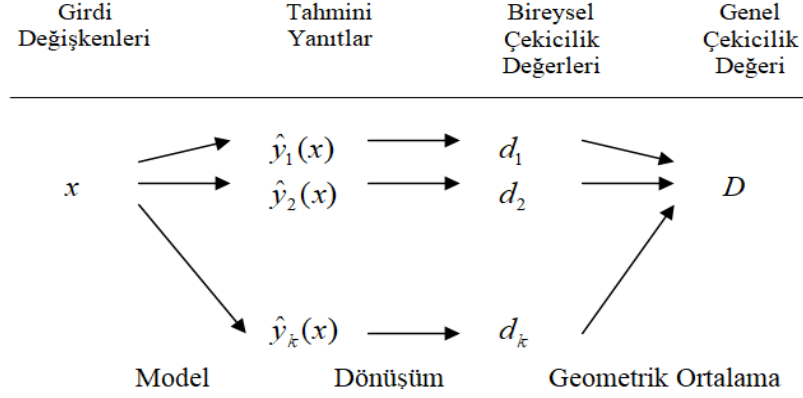 Girdi Değişkenleri
Tahmini Yanıtlar
Bireysel Çekicilik Değerleri
Genel Çekicilik Değeri
x
ŷ₁(x)
d₁
ŷ₂(x)
d₂
D
ŷₖ(x)
dₖ
Model
Dönüşüm
Geometrik Ortalama